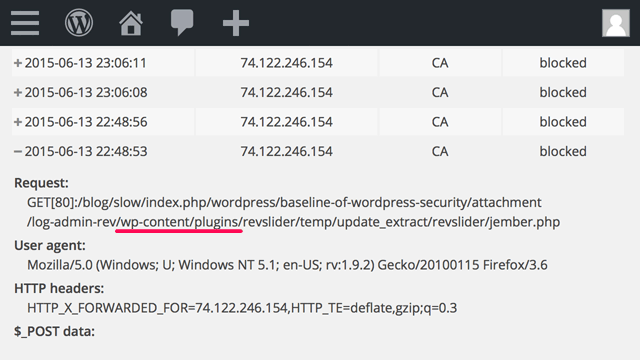 + 2015-06-13 23:06:11 74.122.246.154 CA blocked
+ 2015-06-13 23:06:08 74.122.246.154 CA blocked
+ 2015-06-13 22:48:56 74.122.246.154 CA blocked
− 2015-06-13 22:48:53 74.122.246.154 CA blocked
Request:
GET[80]:/blog/slow/index.php/wordpress/baseline-of-wordpress-security/attachment
/log-admin-rev/wp-content/plugins/revslider/temp/update_extract/revslider/jember.php
User agent:
Mozilla/5.0 (Windows; U; Windows NT 5.1; en-US; rv:1.9.2) Gecko/20100115 Firefox/3.6
HTTP headers:
HTTP_X_FORWARDED_FOR=74.122.246.154,HTTP_TE=deflate,gzip;q=0.3
$_POST data: